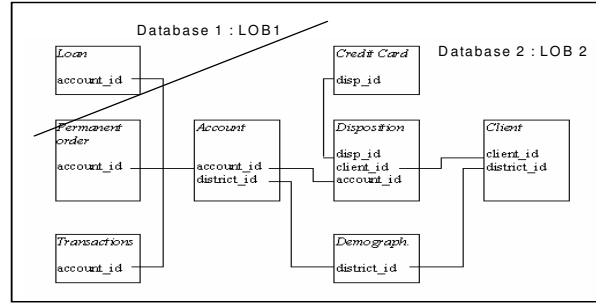 Database 1 : LOB1
Database 2 : LOB 2
Loan
account_id
Credit Card
disp_id
Permanent
order
account_id
Account
account_id
district_id
Disposition
disp_id
client_id
account_id
Client
client_id
district_id
Transactions
account_id
Demograph.
district_id